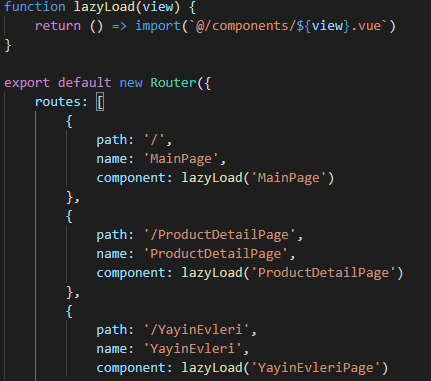 function lazyLoad(view) {
    return () => import(`@/components/${view}.vue`)
}

export default new Router({
    routes: [
        {
            path: '/',
            name: 'MainPage',
            component: lazyLoad('MainPage')
        },
        {
            path: '/ProductDetailPage',
            name: 'ProductDetailPage',
            component: lazyLoad('ProductDetailPage')
        },
        {
            path: '/YayinEvleri',
            name: 'YayinEvleri',
            component: lazyLoad('YayinEvleriPage')